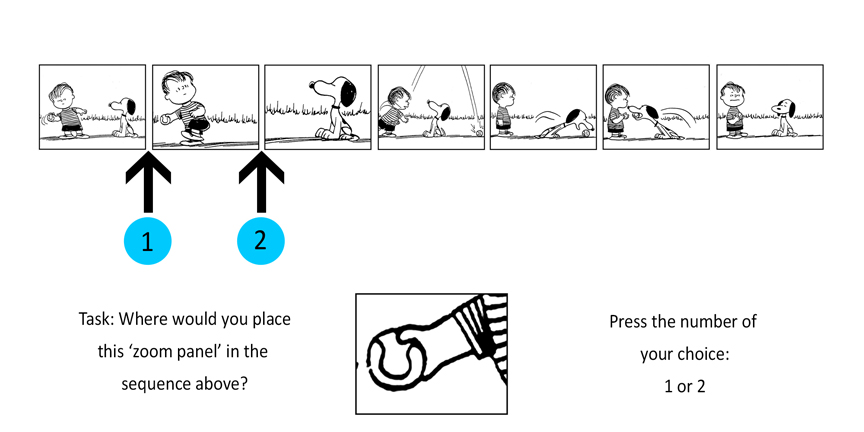 1
2
Task: Where would you place
this ‘zoom panel’ in the
sequence above?
Press the number of
your choice:
1 or 2